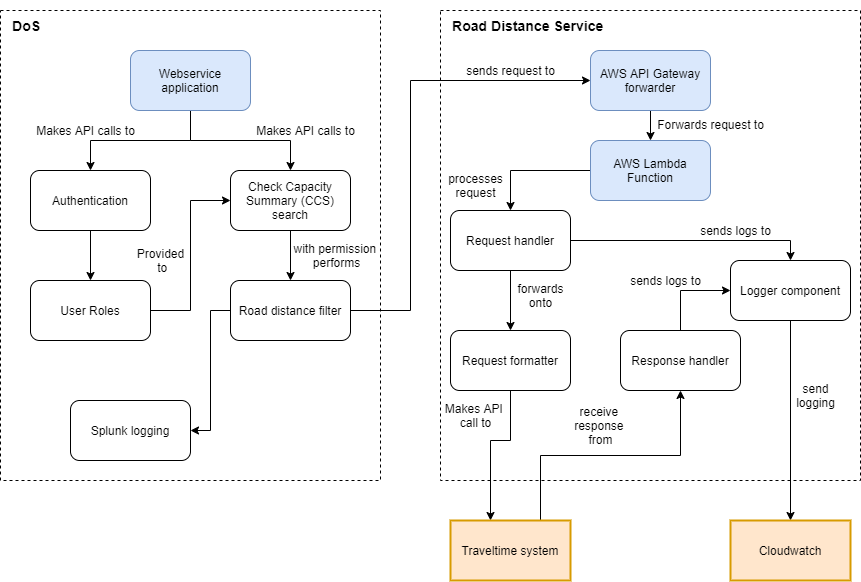 DoS
Webservice
application
Makes API calls to
Makes API calls to
Authentication
Check Capacity
Summary (CCS)
search
Provided
to
with permission
performs
User Roles
Road distance filter
Splunk logging
Road Distance Service
sends request to
AWS API Gateway
forwarder
Forwards request to
AWS Lambda
Function
processes
request
Request handler
sends logs to
forwards
onto
sends logs to
Logger component
Request formatter
Response handler
Makes API
call to
receive
response
from
send
logging
Traveltime system
Cloudwatch